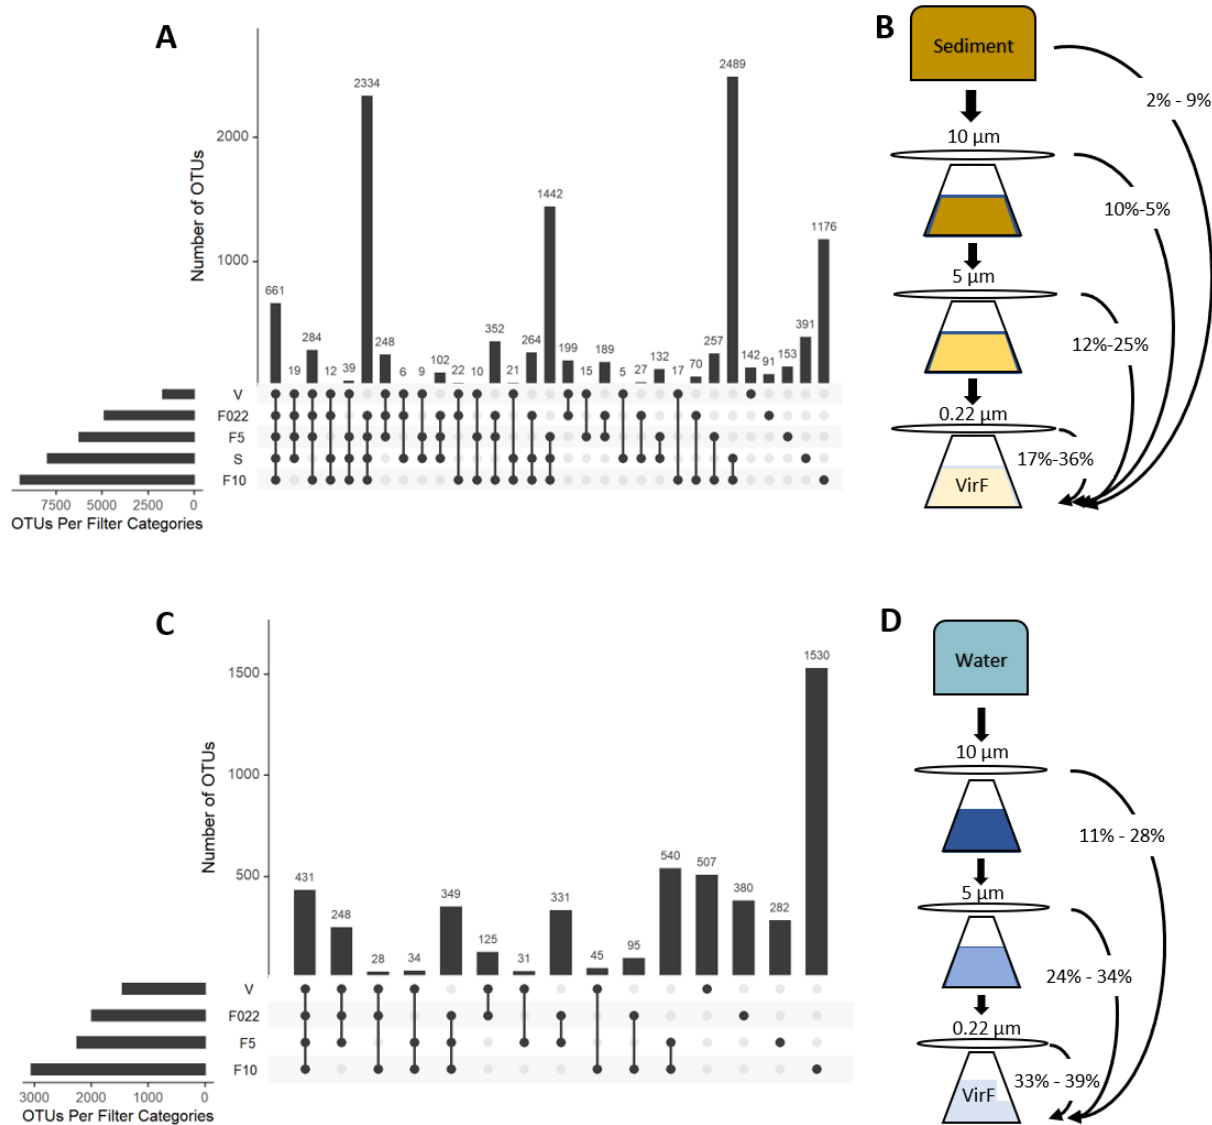 A
Number of OTUs
2000
1000
661
19
284
12
39
2334
248
6
9
102
22
10
352
21
264
1442
199
15
189
5
27
132
17
70
257
2489
142
91
153
391
1176
V
F022
F5
S
F10
7500
5000
2500
0
OTUs Per Filter Categories
B
Sediment
2% - 9%
10 µm
10%-5%
5 µm
12%-25%
0.22 µm
17%-36%
VirF
C
Number of OTUs
1500
1000
500
431
248
28
34
349
125
31
331
45
95
540
507
380
282
1530
V
F022
F5
F10
3000
2000
1000
0
OTUs Per Filter Categories
D
Water
10 µm
11% - 28%
5 µm
24% - 34%
0.22 µm
33% - 39%
VirF